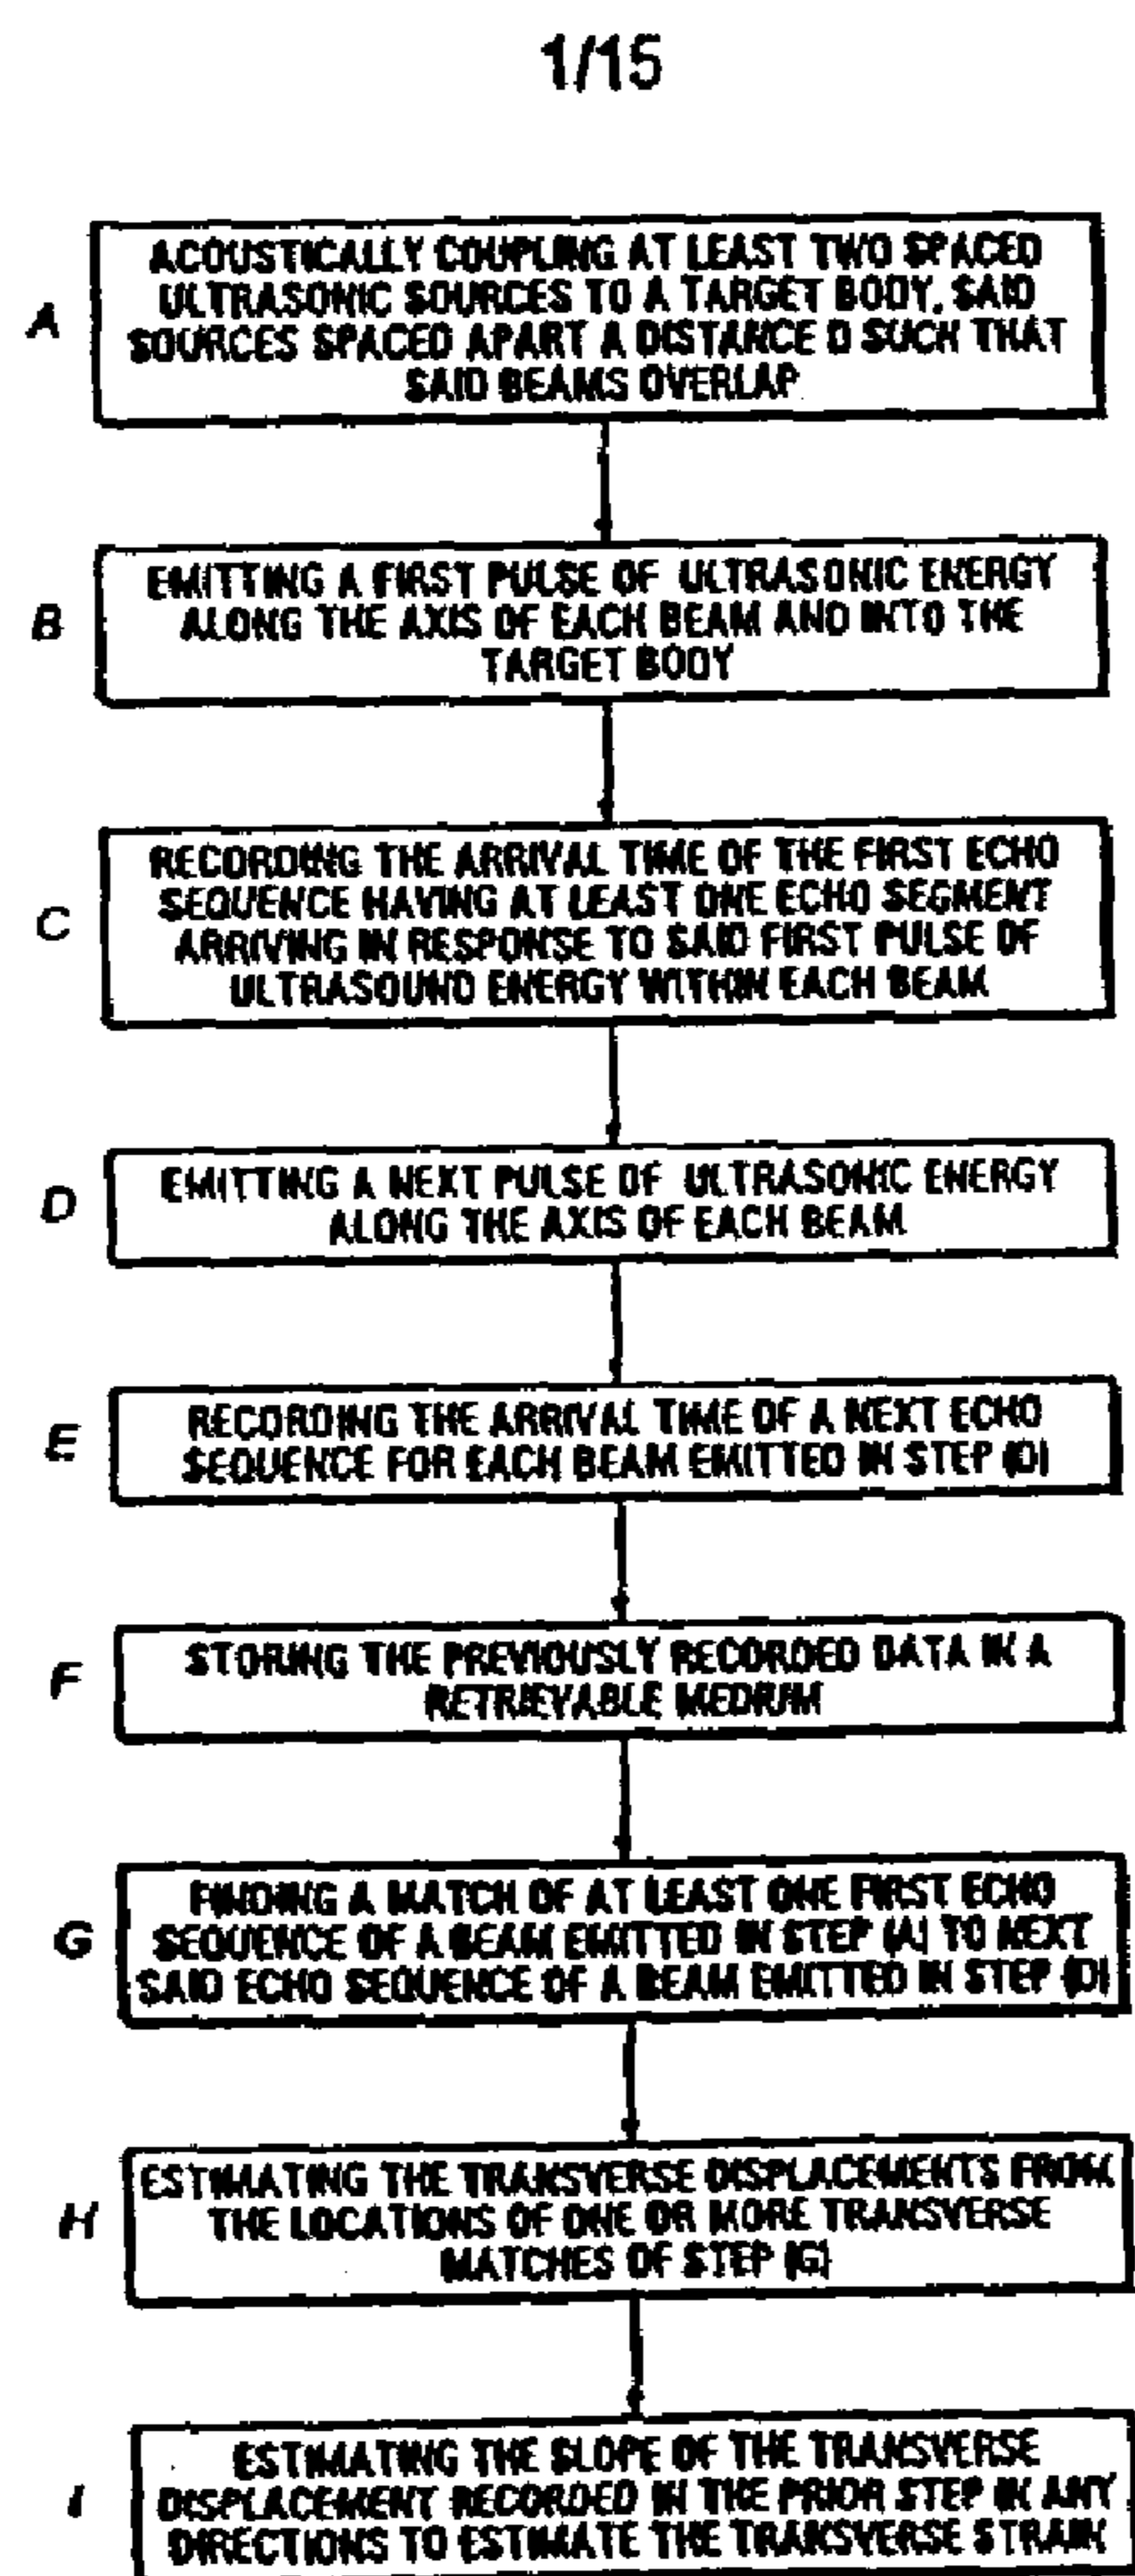 1/15
A
ACOUSTICALLY COUPLING AT LEAST TWO SPACED
ULTRASONIC SOURCES TO A TARGET BODY, SAID
SOURCES SPACED APART A DISTANCE D SUCH THAT
SAID BEAMS OVERLAP
B
EMITTING A FIRST PULSE OF ULTRASONIC ENERGY
ALONG THE AXIS OF EACH BEAM AND INTO THE
TARGET BODY
C
RECORDING THE ARRIVAL TIME OF THE FIRST ECHO
SEQUENCE HAVING AT LEAST ONE ECHO SEGMENT
ARRIVING IN RESPONSE TO SAID FIRST PULSE OF
ULTRASOUND ENERGY WITHIN EACH BEAM
D
EMITTING A NEXT PULSE OF ULTRASONIC ENERGY
ALONG THE AXIS OF EACH BEAM
E
RECORDING THE ARRIVAL TIME OF A NEXT ECHO
SEQUENCE FOR EACH BEAM EMITTED IN STEP (D)
F
STORING THE PREVIOUSLY RECORDED DATA IN A
RETRIEVABLE MEDIUM
G
FINDING A MATCH OF AT LEAST ONE FIRST ECHO
SEQUENCE OF A BEAM EMITTED IN STEP (A) TO NEXT
SAID ECHO SEQUENCE OF A BEAM EMITTED IN STEP (D)
H
ESTIMATING THE TRANSVERSE DISPLACEMENTS FROM
THE LOCATIONS OF ONE OR MORE TRANSVERSE
MATCHES OF STEP (G)
I
ESTIMATING THE SLOPE OF THE TRANSVERSE
DISPLACEMENT RECORDED IN THE PRIOR STEP IN ANY
DIRECTIONS TO ESTIMATE THE TRANSVERSE STRAIN